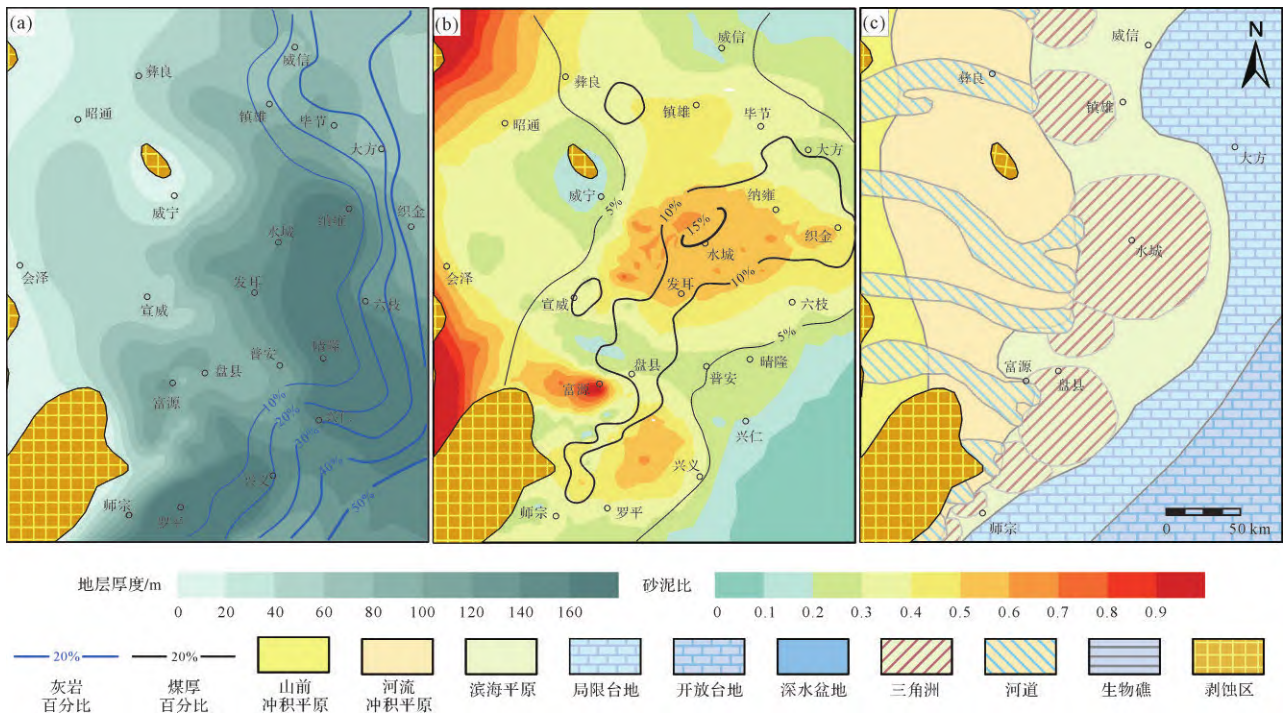 (a)
威信
彝良
昭通
镇雄
毕节
大方
威宁
纳雍
织金
水城
会泽
发耳
宣威
六枝
晴隆
普安
盘县
富源
10%
20%
兴仁
30%
40%
兴义
50%
师宗
罗平
(b)
威信
彝良
镇雄
毕节
昭通
大方
威宁
5%
纳雍
10%
15%
织金
水城
会泽
10%
发耳
宣威
六枝
5%
晴隆
盘县
普安
富源
兴仁
兴义
师宗
罗平
(c)
威信
N
彝良
镇雄
大方
水城
富源
盘县
师宗
0 50 km
地层厚度/m
0 20 40 60 80 100 120 140 160
砂泥比
0 0.1 0.2 0.3 0.4 0.5 0.6 0.7 0.8 0.9
20%
灰岩
百分比
20%
煤厚
百分比
山前
冲积平原
河流
冲积平原
滨海平原
局限台地
开放台地
深水盆地
三角洲
河道
生物礁
剥蚀区